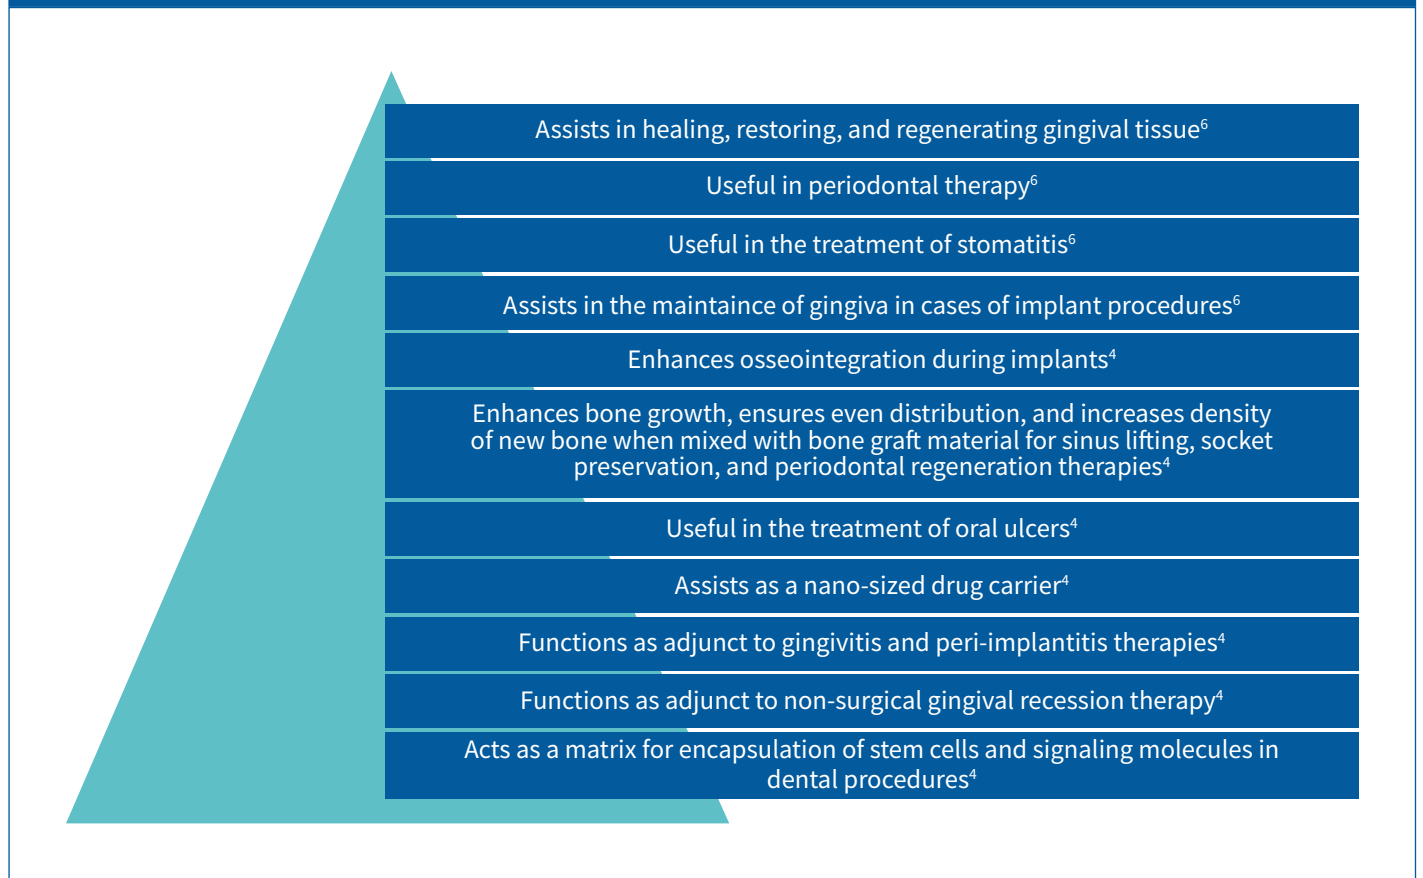 Assists in healing, restoring, and regenerating gingival tissue⁶
Useful in periodontal therapy⁶
Useful in the treatment of stomatitis⁶
Assists in the maintaince of gingiva in cases of implant procedures⁶
Enhances osseointegration during implants⁴
Enhances bone growth, ensures even distribution, and increases density
of new bone when mixed with bone graft material for sinus lifting, socket
preservation, and periodontal regeneration therapies⁴
Useful in the treatment of oral ulcers⁴
Assists as a nano-sized drug carrier⁴
Functions as adjunct to gingivitis and peri-implantitis therapies⁴
Functions as adjunct to non-surgical gingival recession therapy⁴
Acts as a matrix for encapsulation of stem cells and signaling molecules in
dental procedures⁴